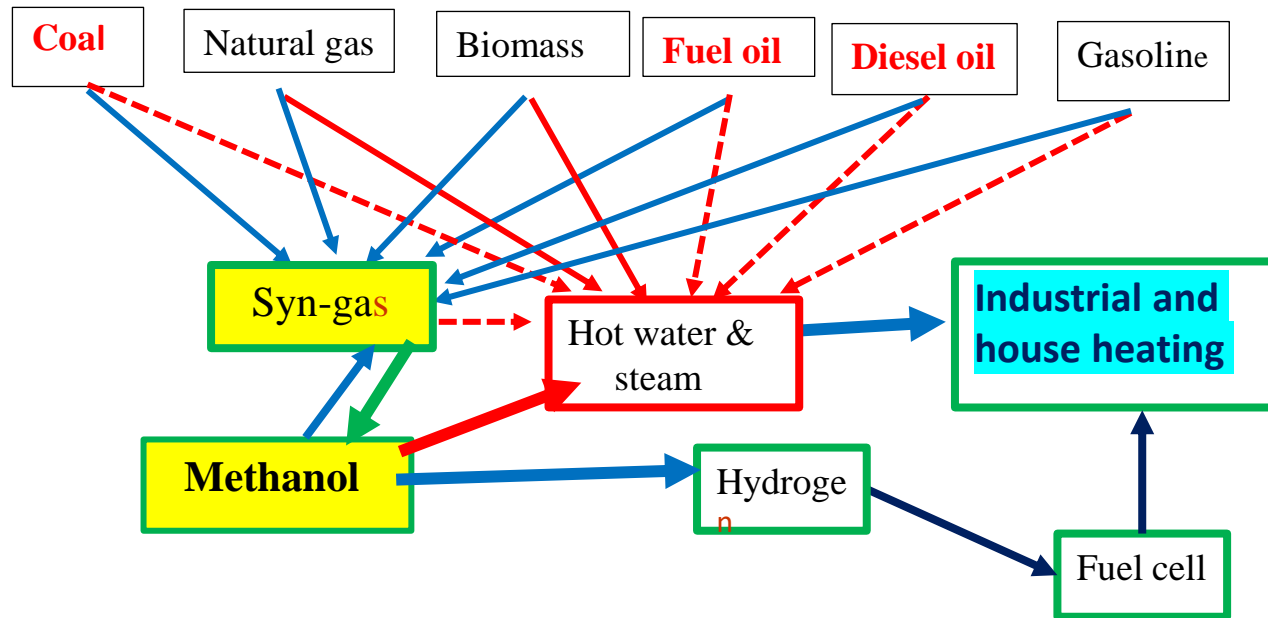 Coal
Natural gas
Biomass
Fuel oil
Diesel oil
Gasoline
Syn-gas
Hot water &
steam
Industrial and
house heating
Methanol
Hydroge
n
Fuel cell